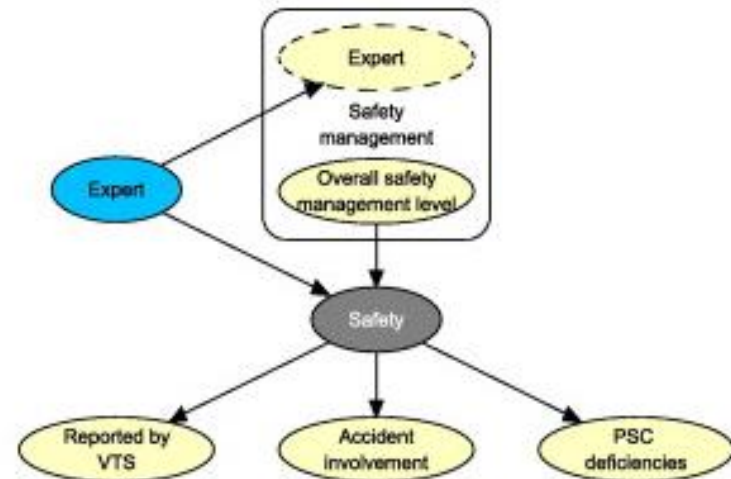 Expert
Safety
management
Expert
Overall safety
management level
Safety
Reported by
VTS
Accident
involvement
PSC
deficiencies